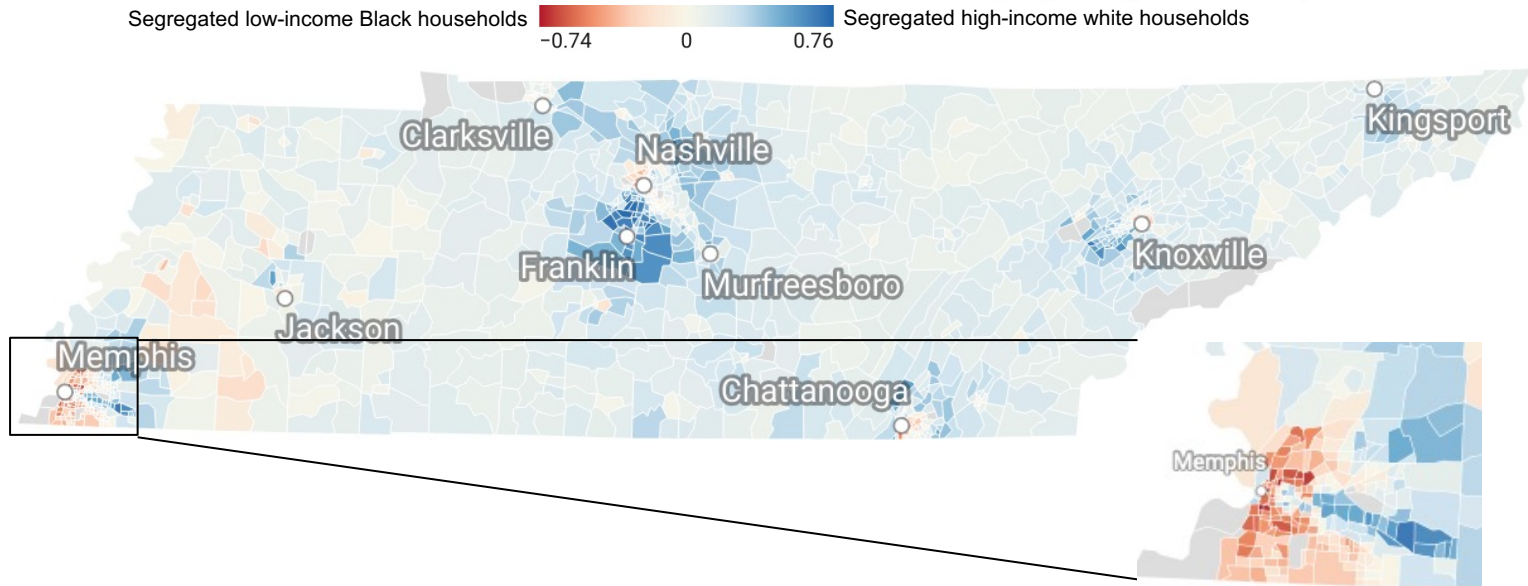 Segregated low-income Black households
Segregated high-income white households
−0.74 0 0.76
Clarksville
Nashville
Kingsport
Franklin
Murfreesboro
Knoxville
Jackson
Memphis
Chattanooga
Memphis